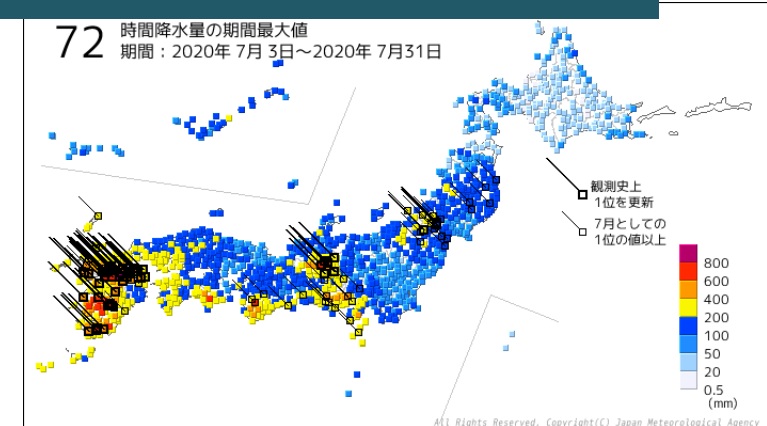 72
時間降水量の期間最大値
期間：2020年 7月 3日～2020年 7月31日
観測史上
1位を更新
7月としての
1位の値以上
800
600
400
200
100
50
20
0.5
(mm)
All Rights Reserved. Copyright(C) Japan Meteorological Agency